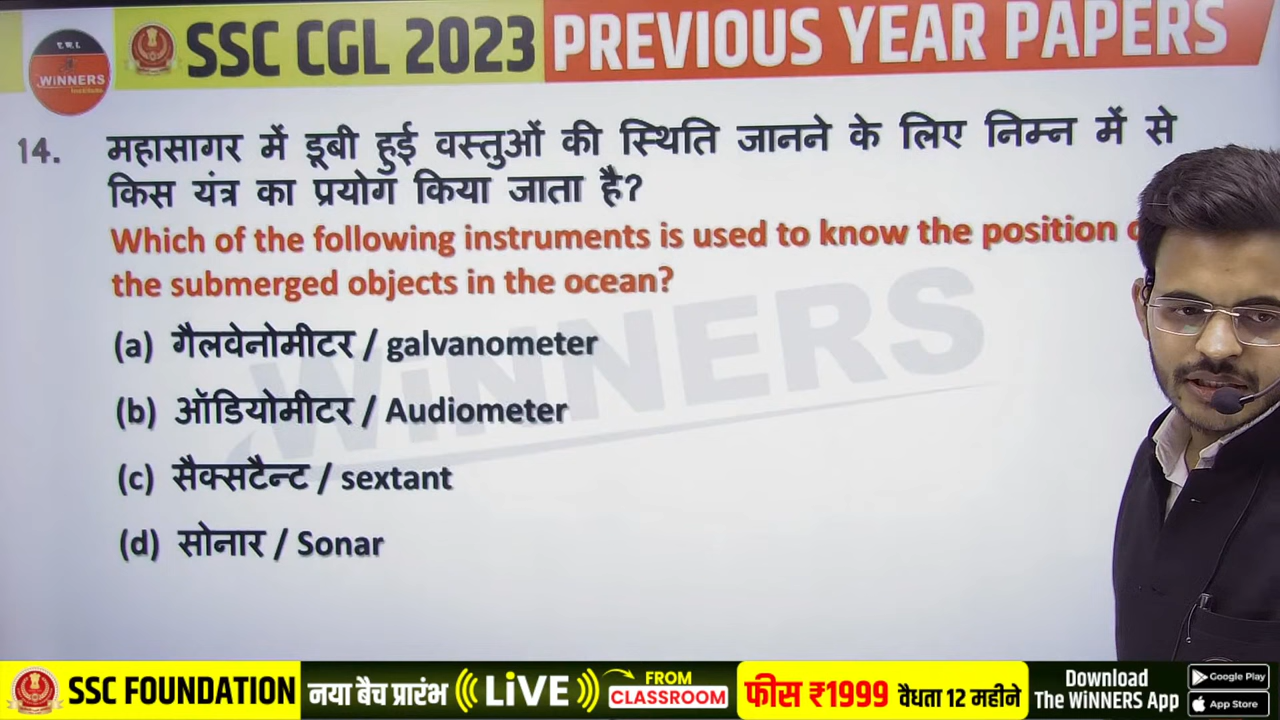 ए.ब.L
WiNNERS
Institute
SSC CGL 2023 PREVIOUS YEAR PAPERS
14. महासागर में डूबी हुई वस्तुओं की स्थिति जानने के लिए निम्न में से
किस यंत्र का प्रयोग किया जाता है?
Which of the following instruments is used to know the position
the submerged objects in the ocean?
WiNNERS
(a) गैलवेनोमीटर / galvanometer
(b) ऑडियोमीटर / Audiometer
(c) सैक्सटैन्ट / sextant
(d) सोनार / Sonar
SSC FOUNDATION नया बैच प्रारंभ LiVE FROM CLASSROOM फीस ₹1999 वैधता 12 महीने Download The WiNNERS App
Google Play
App Store